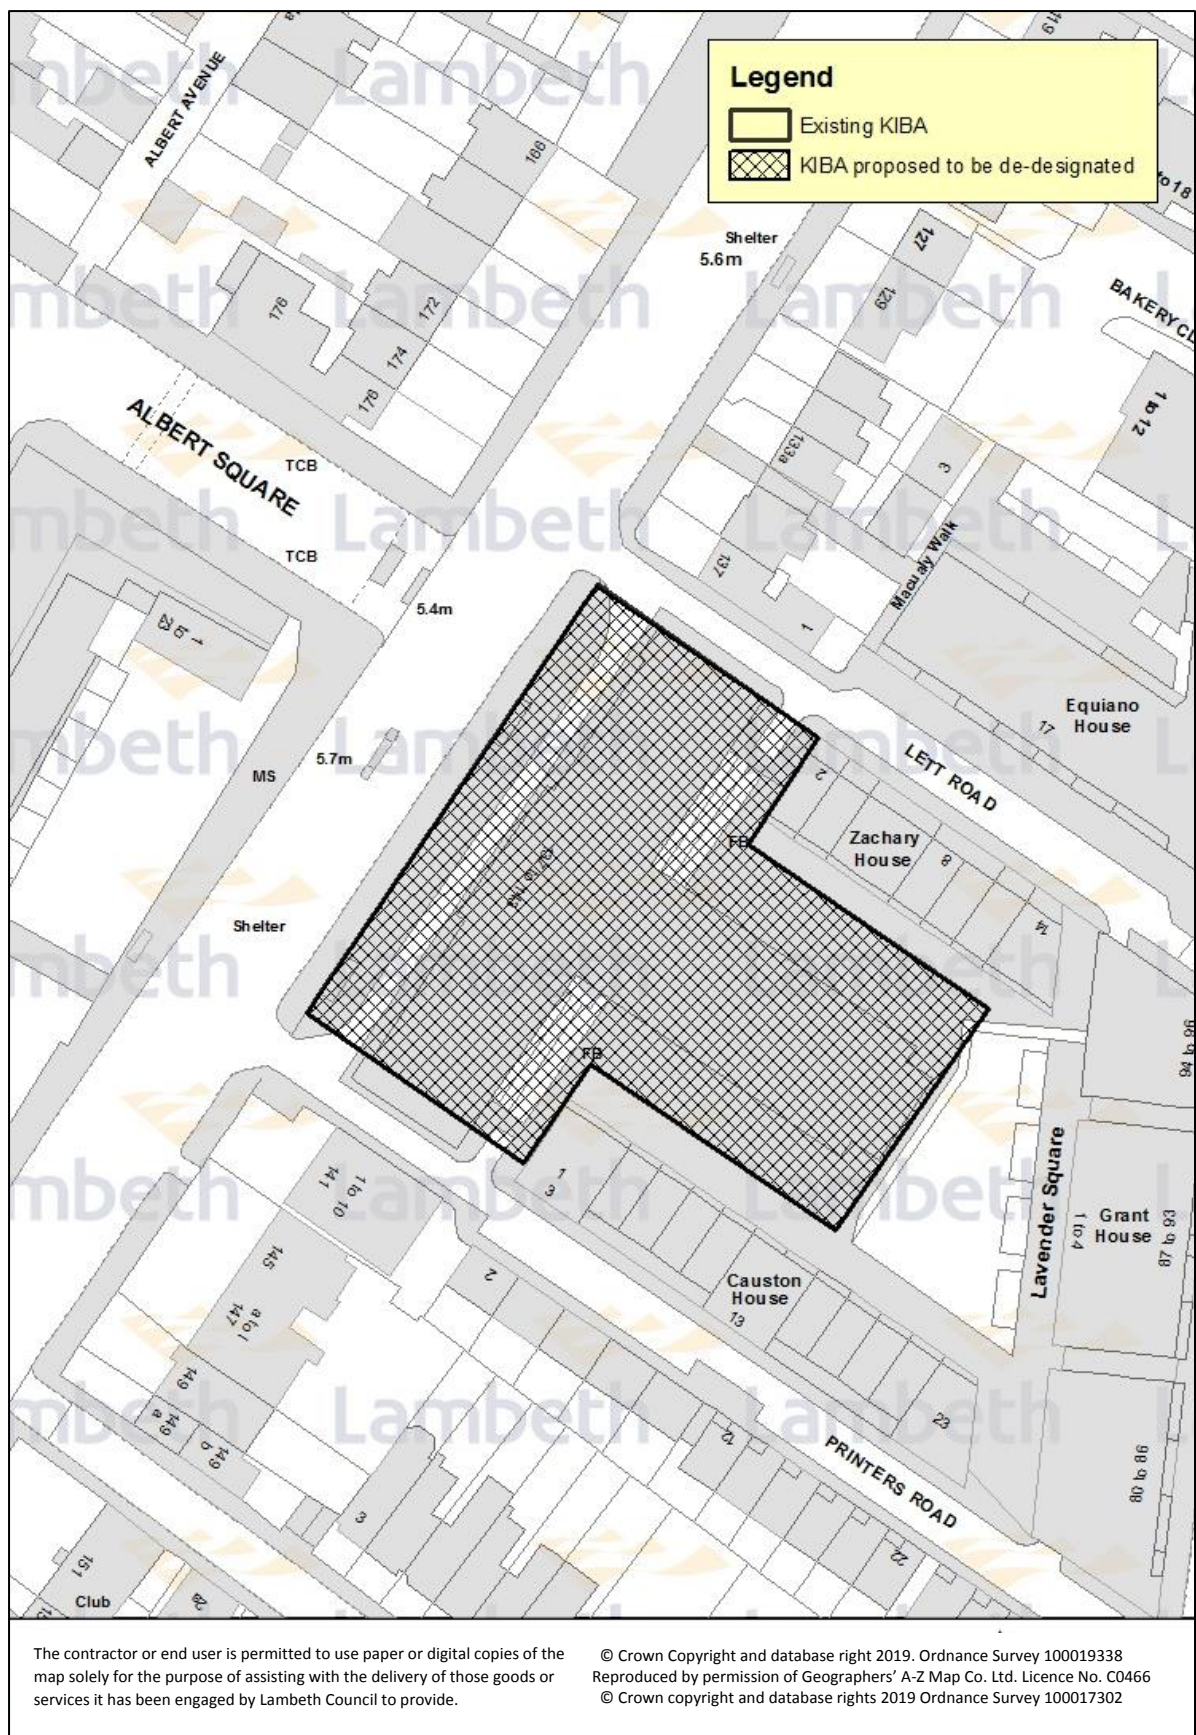 Legend
Existing KIBA
KIBA proposed to be de-designated
ALBERT AVENUE
166
172
174
176
178
119
to 18
Shelter
5.6m
127
129
BAKERY CL
1 to 12
133a
3
Macualy Walk
137
1
ALBERT SQUARE
TCB
TCB
5.4m
1 to 22
5.7m
MS
Shelter
Equiano
House
17
LETT ROAD
2
Zachary
House
8
14
FB
FB
94 to 96
Lavender Square
1 to 4
Grant
House
87 to 93
80 to 86
1
3
Causton
House
13
23
141
1 to 10
145
147
a to l
149
149
a
149
b
2
12
22
PRINTERS ROAD
3
151
Club
Lambeth
The contractor or end user is permitted to use paper or digital copies of the
map solely for the purpose of assisting with the delivery of those goods or
services it has been engaged by Lambeth Council to provide.
© Crown Copyright and database right 2019. Ordnance Survey 100019338
Reproduced by permission of Geographers’ A-Z Map Co. Ltd. Licence No. C0466
© Crown copyright and database rights 2019 Ordnance Survey 100017302